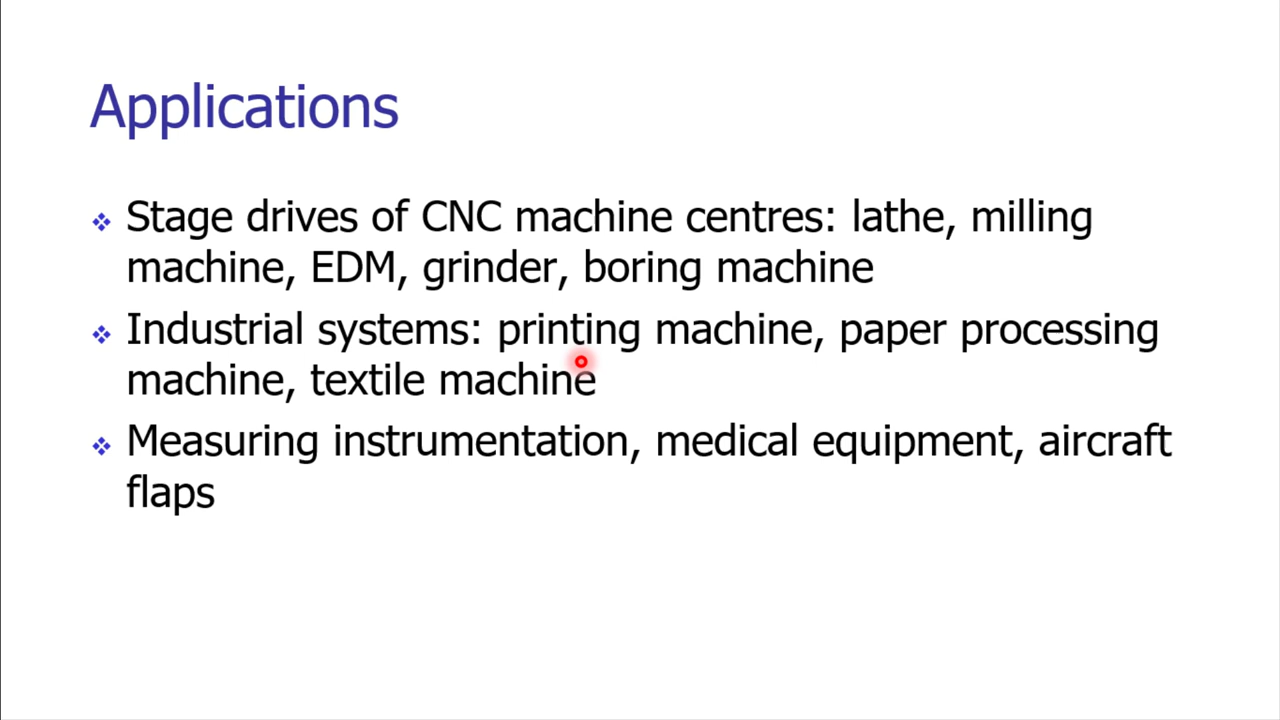 Applications
Stage drives of CNC machine centres: lathe, milling
machine, EDM, grinder, boring machine
Industrial systems: printing machine, paper processing
machine, textile machine
Measuring instrumentation, medical equipment, aircraft
flaps